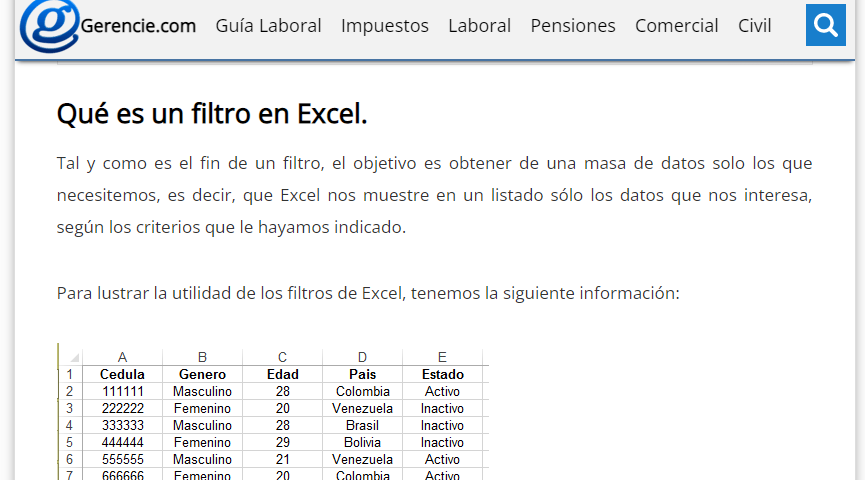 Gerencie.com Guía Laboral Impuestos Laboral Pensiones Comercial Civil
Qué es un filtro en Excel.
Tal y como es el fin de un filtro, el objetivo es obtener de una masa de datos solo los que
necesitemos, es decir, que Excel nos muestre en un listado sólo los datos que nos interesa,
según los criterios que le hayamos indicado.
Para lustrar la utilidad de los filtros de Excel, tenemos la siguiente información:
A B C D E
1 Cedula Genero Edad Pais Estado
2 111111 Masculino 28 Colombia Activo
3 222222 Femenino 20 Venezuela Inactivo
4 333333 Masculino 28 Brasil Inactivo
5 444444 Femenino 29 Bolivia Inactivo
6 555555 Masculino 21 Venezuela Activo
7 666666 Femenino 20 Colombia Activo